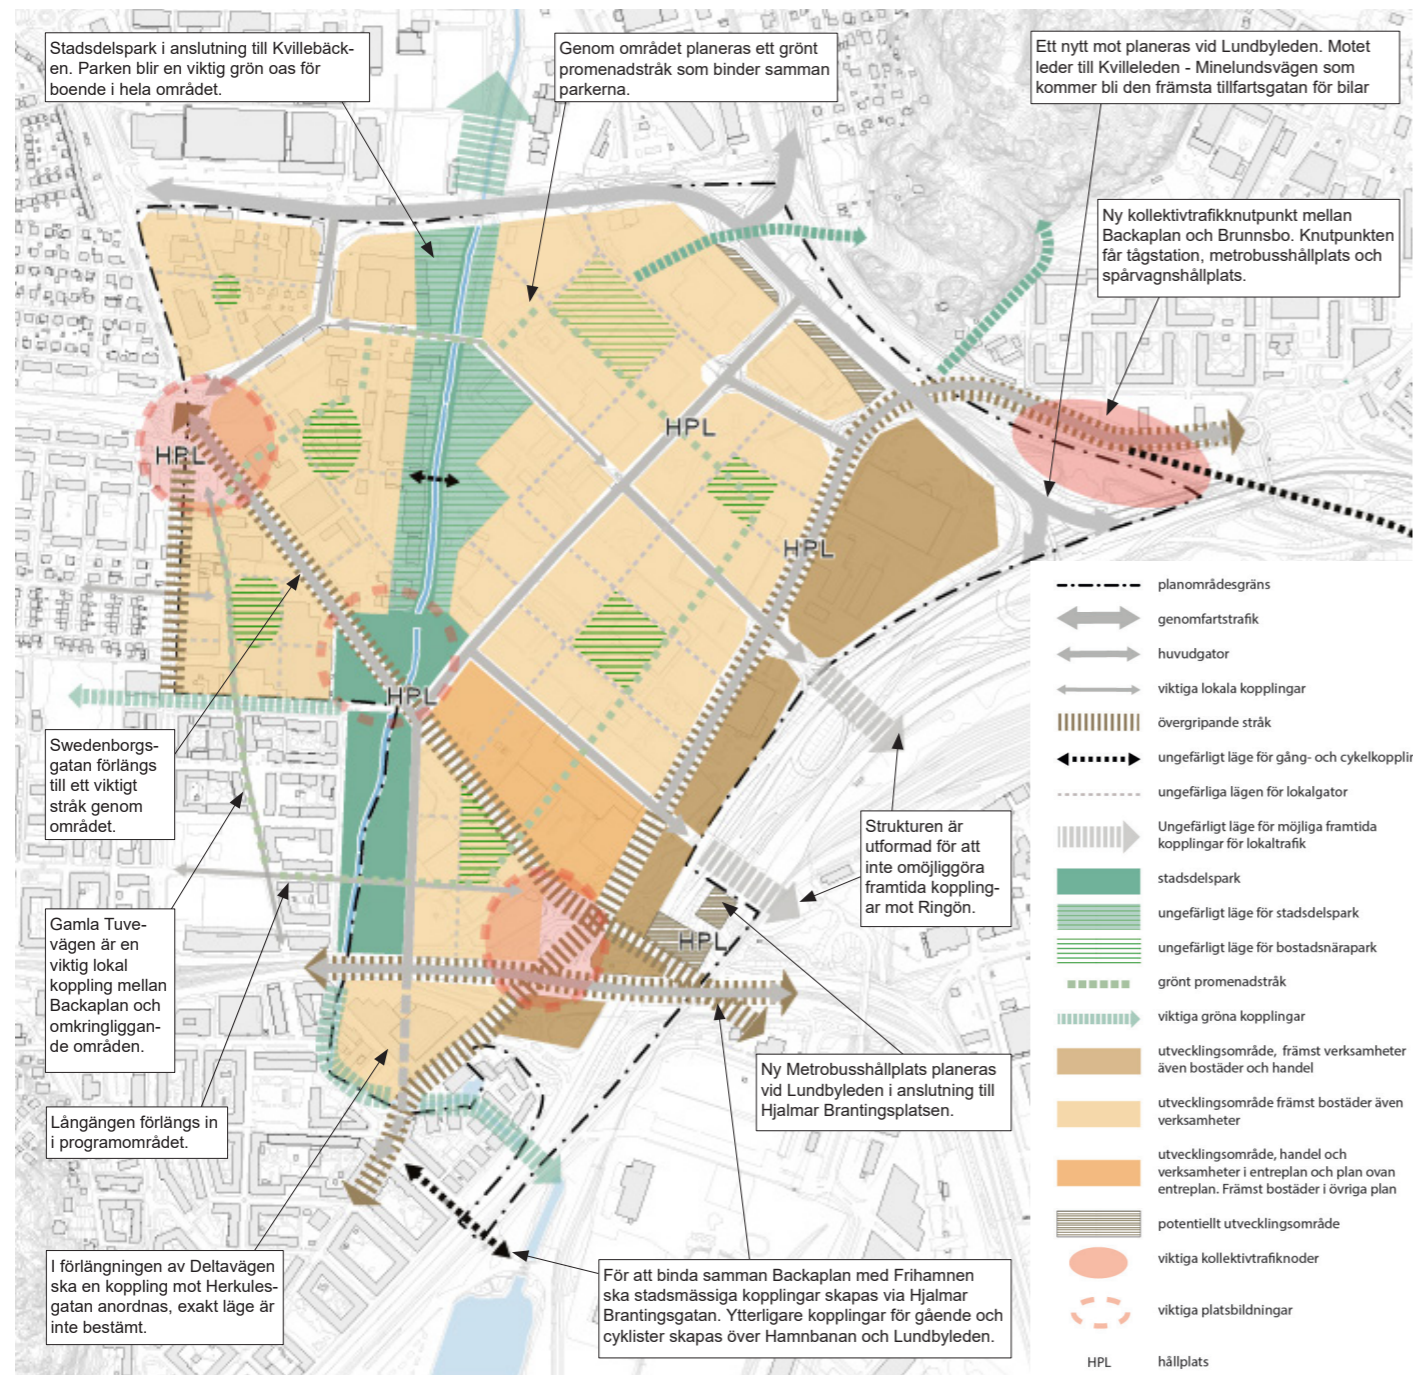 Stadsdelspark i anslutning till Kvillebäck-
en. Parken blir en viktig grön oas för
boende i hela området.
Genom området planeras ett grönt
promenadstråk som binder samman
parkerna.
Ett nytt mot planeras vid Lundbyleden. Motet
leder till Kvilleleden - Minelundsvägen som
kommer bli den främsta tillfartsgatan för bilar
Ny kollektivtrafikknutpunkt mellan
Backaplan och Brunnsbo. Knutpunkten
får tågstation, metrobusshållplats och
spårvagnshållplats.
HPL
HPL
HPL
HPL
HPL
Swedenborgs-
gatan förlängs
till ett viktigt
stråk genom
området.
Gamla Tuve-
vägen är en
viktig lokal
koppling mellan
Backaplan och
omkringliggan-
de områden.
Långängen förlängs in
i programområdet.
I förlängningen av Deltavägen
ska en koppling mot Herkules-
gatan anordnas, exakt läge är
inte bestämt.
Strukturen är
utformad för att
inte omöjliggöra
framtida koppling-
ar mot Ringön.
Ny Metrobusshållplats planeras
vid Lundbyleden i anslutning till
Hjalmar Brantingsplatsen.
För att binda samman Backaplan med Frihamnen
ska stadsmässiga kopplingar skapas via Hjalmar
Brantingsgatan. Ytterligare kopplingar för gående och
cyklister skapas över Hamnbanan och Lundbyleden.
planområdesgräns
genomfartstrafik
huvudgator
viktiga lokala kopplingar
övergripande stråk
ungefärligt läge för gång- och cykelkopplin
ungefärliga lägen för lokalgator
Ungefärligt läge för möjliga framtida
kopplingar för lokaltrafik
stadsdelspark
ungefärligt läge för stadsdelspark
ungefärligt läge för bostadsnärapark
grönt promenadstråk
viktiga gröna kopplingar
utvecklingsområde, främst verksamheter
även bostäder och handel
utvecklingsområde främst bostäder även
verksamheter
utvecklingsområde, handel och
verksamheter i entreplan och plan ovan
entreplan. Främst bostäder i övriga plan
potentiellt utvecklingsområde
viktiga kollektivtrafiknoder
viktiga platsbildningar
HPL hållplats